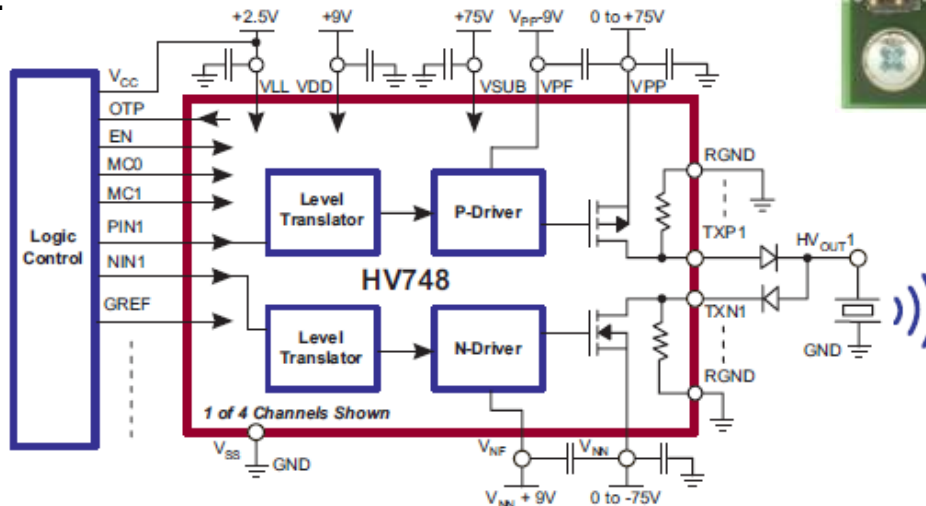 +2.5V +9V +75V VPP-9V 0 to +75V
VLL VDD VSUB VPF VPP
VCC
OTP
EN
MC0
MC1
PIN1
NIN1
GREF
Logic Control
Level Translator
P-Driver
HV748
Level Translator
N-Driver
1 of 4 Channels Shown
RGND
TXP1
HVOUT1
TXN1
GND
RGND
VSS
GND
VNF VNN
VNN + 9V 0 to -75V